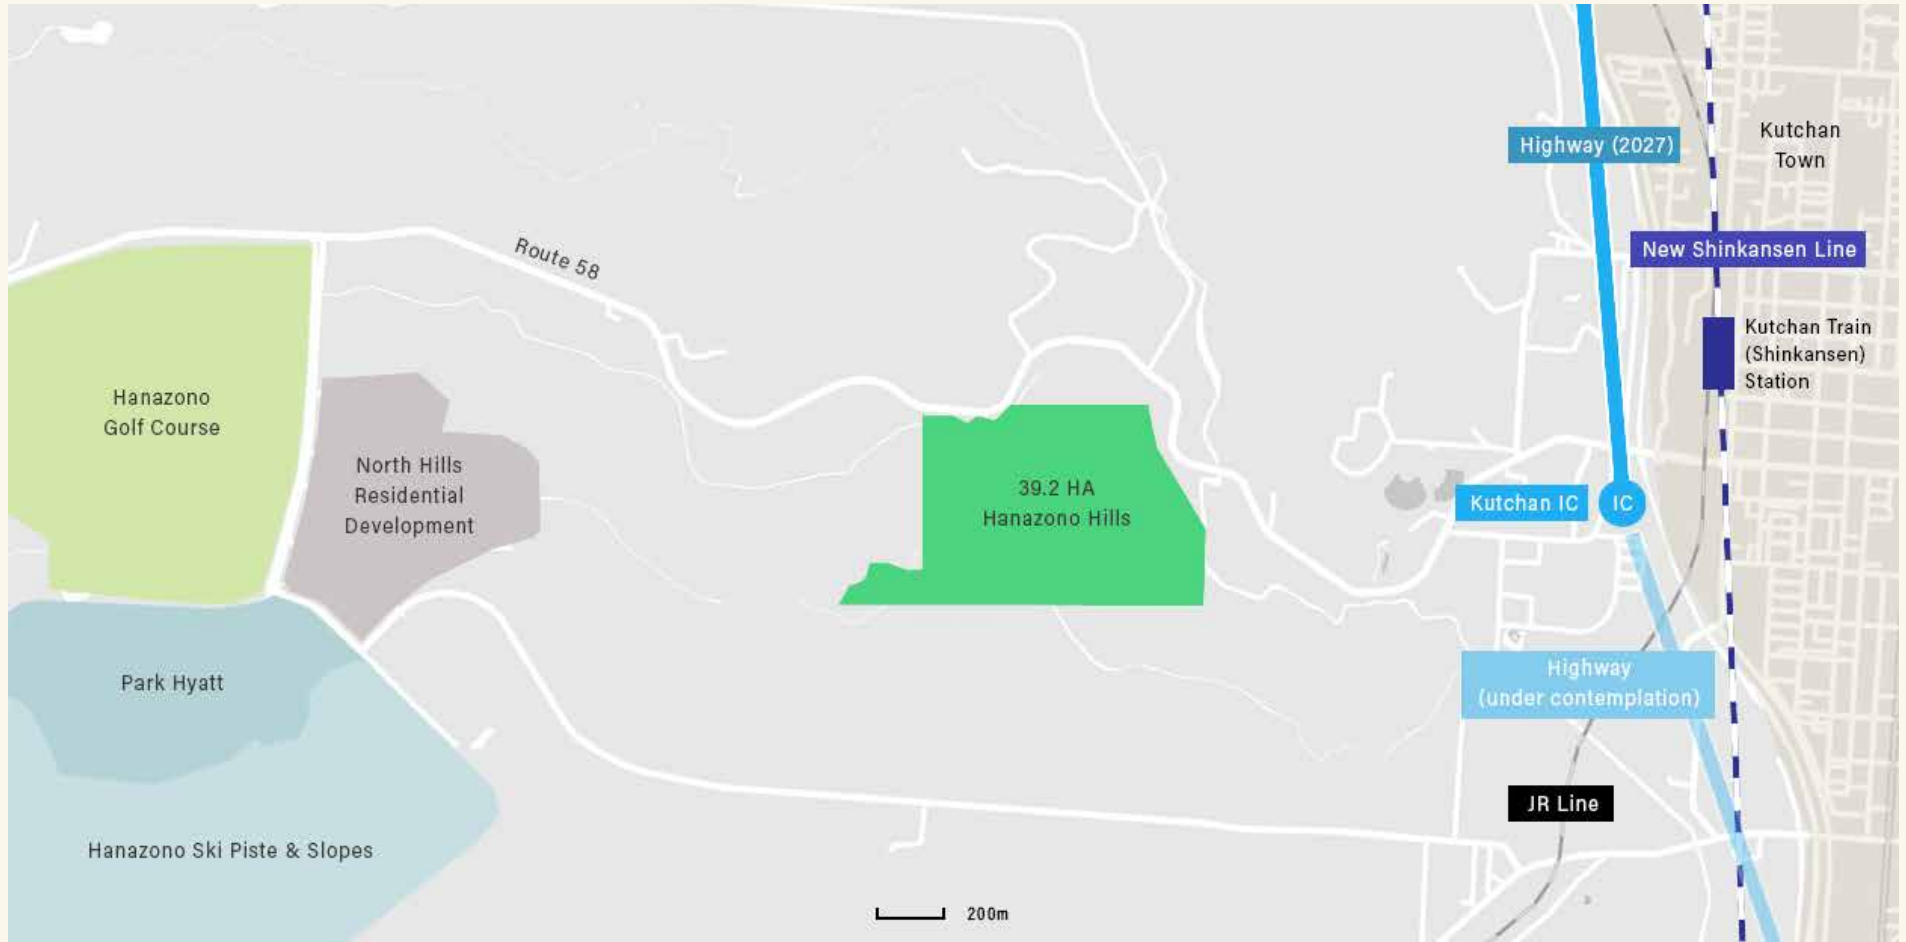 Highway (2027)
Kutchan
Town
Route 58
New Shinkansen Line
Kutchan Train
(Shinkansen)
Station
Hanazono
Golf Course
North Hills
Residential
Development
39.2 HA
Hanazono Hills
Kutchan IC
IC
Park Hyatt
Highway
(under contemplation)
JR Line
Hanazono Ski Piste & Slopes
200m